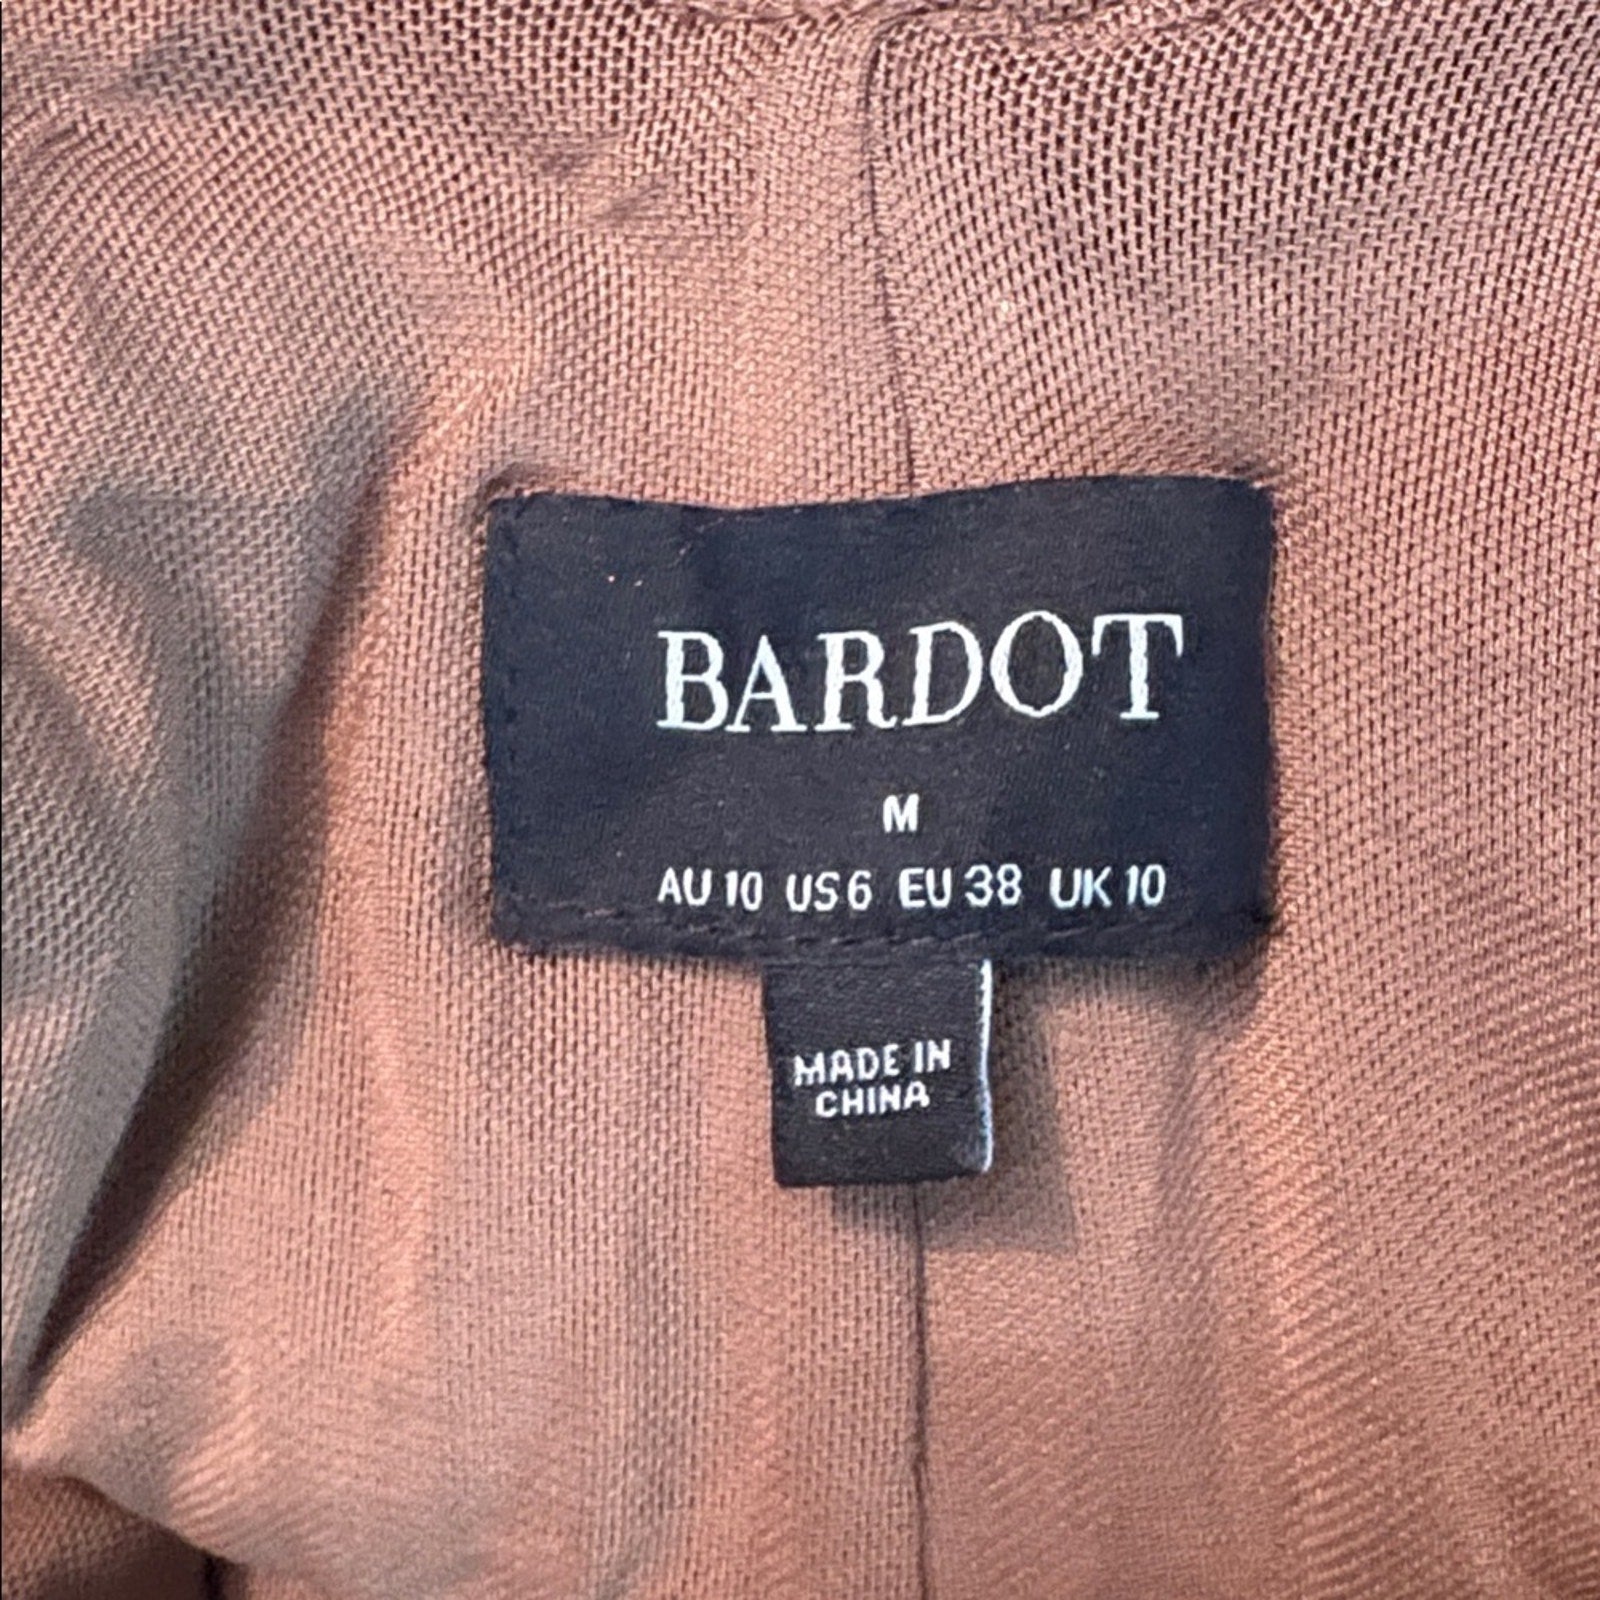 BARDOT
M
AU 10 US 6 EU 38 UK 10
MADE IN
CHINA